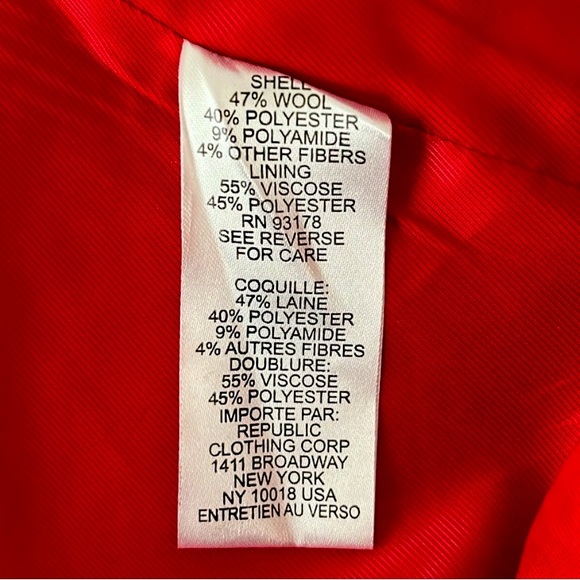 SHELL
47% WOOL
40% POLYESTER
9% POLYAMIDE
4% OTHER FIBERS
LINING
55% VISCOSE
45% POLYESTER
RN 93178
SEE REVERSE
FOR CARE
COQUILLE:
47% LAINE
40% POLYESTER
9% POLYAMIDE
4% AUTRES FIBRES
DOUBLURE:
55% VISCOSE
45% POLYESTER
IMPORTE PAR:
REPUBLIC
CLOTHING CORP
1411 BROADWAY
NEW YORK
NY 10018 USA
ENTRETIEN AU VERSO